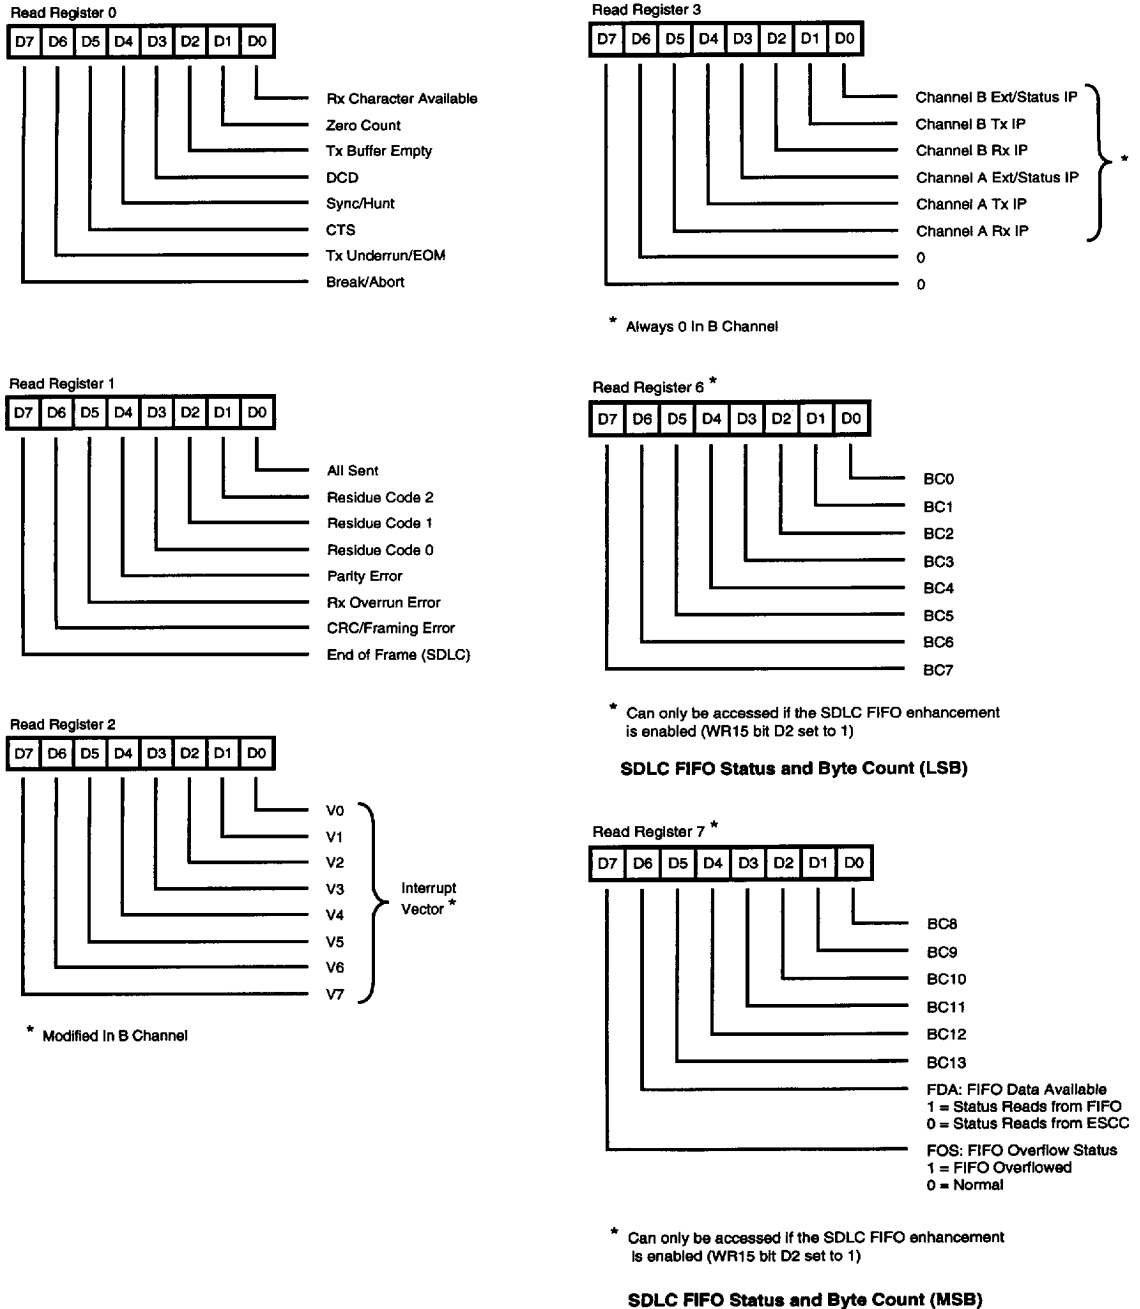 Read Register 0
D7 D6 D5 D4 D3 D2 D1 D0
Rx Character Available
Zero Count
Tx Buffer Empty
DCD
Sync/Hunt
CTS
Tx Underrun/EOM
Break/Abort
Read Register 1
D7 D6 D5 D4 D3 D2 D1 D0
All Sent
Residue Code 2
Residue Code 1
Residue Code 0
Parity Error
Rx Overrun Error
CRC/Framing Error
End of Frame (SDLC)
Read Register 2
D7 D6 D5 D4 D3 D2 D1 D0
V0
V1
V2
V3
V4
V5
V6
V7
Interrupt
Vector *
* Modified In B Channel
Read Register 3
D7 D6 D5 D4 D3 D2 D1 D0
Channel B Ext/Status IP
Channel B Tx IP
Channel B Rx IP
Channel A Ext/Status IP
Channel A Tx IP
Channel A Rx IP
0
0
*
* Always 0 In B Channel
Read Register 6 *
D7 D6 D5 D4 D3 D2 D1 D0
BC0
BC1
BC2
BC3
BC4
BC5
BC6
BC7
* Can only be accessed if the SDLC FIFO enhancement
is enabled (WR15 bit D2 set to 1)
SDLC FIFO Status and Byte Count (LSB)
Read Register 7 *
D7 D6 D5 D4 D3 D2 D1 D0
BC8
BC9
BC10
BC11
BC12
BC13
FDA: FIFO Data Available
1 = Status Reads from FIFO
0 = Status Reads from ESCC
FOS: FIFO Overflow Status
1 = FIFO Overflowed
0 = Normal
* Can only be accessed if the SDLC FIFO enhancement
is enabled (WR15 bit D2 set to 1)
SDLC FIFO Status and Byte Count (MSB)